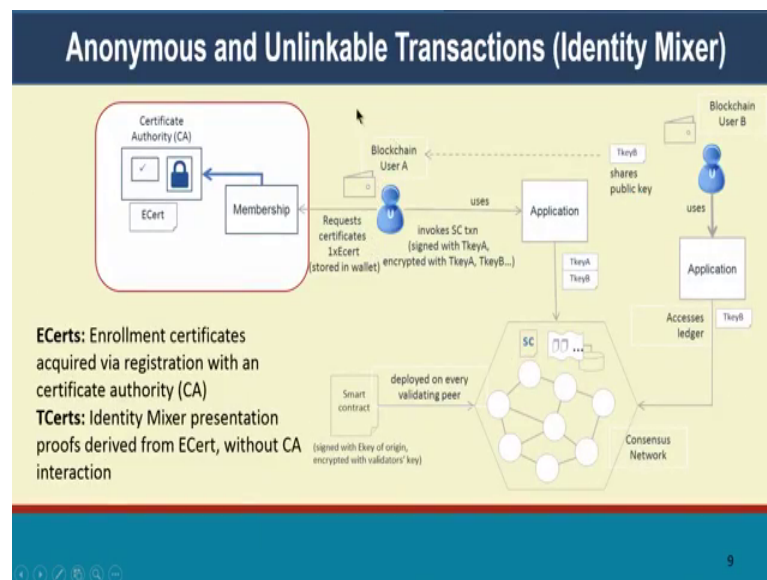 Anonymous and Unlinkable Transactions (Identity Mixer)
Certificate
Authority (CA)
ECert
Membership
Requests
certificates
1xEcert
(stored in wallet)
Blockchain
User A
U
uses
invokes SC txn
(signed with TkeyA,
encrypted with TkeyA, TkeyB...)
Application
TkeyA
TkeyB
TkeyB
shares
public key
Blockchain
User B
U
uses
Application
Accesses
ledger
TkeyB
SC
...
Consensus
Network
deployed on every
validating peer
Smart
contract
(signed with Ekey of origin,
encrypted with validators' key)
ECerts: Enrollment certificates
acquired via registration with an
certificate authority (CA)
TCerts: Identity Mixer presentation
proofs derived from ECert, without CA
interaction
9